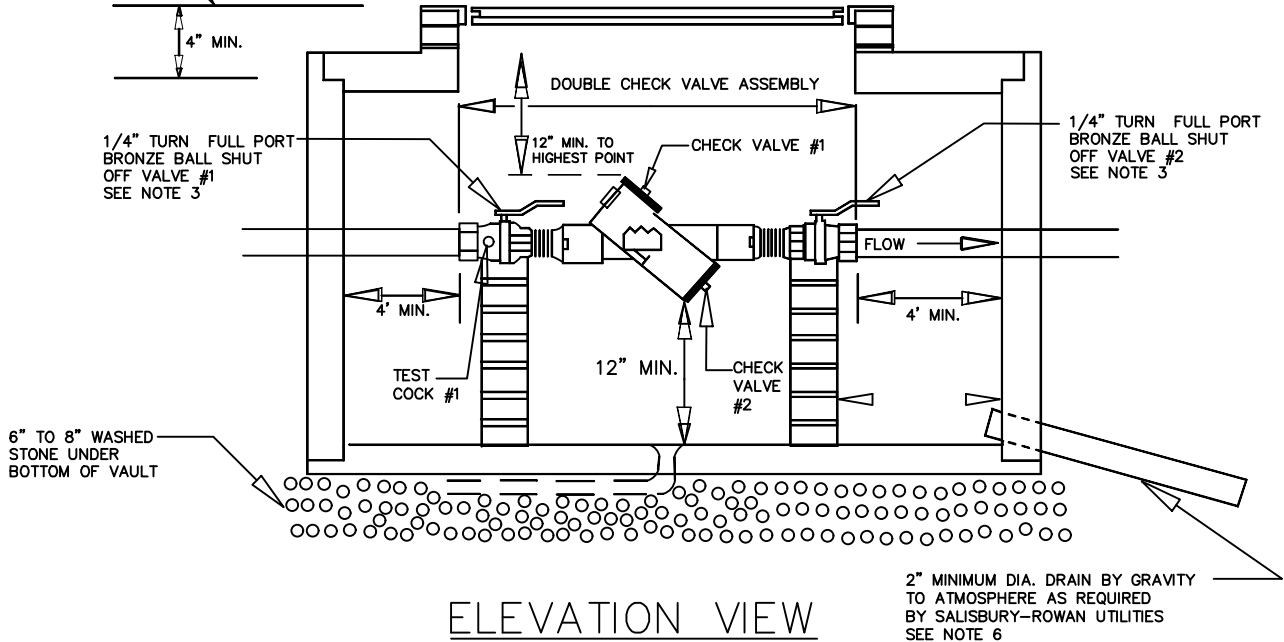 4" MIN.
DOUBLE CHECK VALVE ASSEMBLY
1/4" TURN FULL PORT
BRONZE BALL SHUT
OFF VALVE #1
SEE NOTE 3
12" MIN. TO
HIGHEST POINT
CHECK VALVE #1
1/4" TURN FULL PORT
BRONZE BALL SHUT
OFF VALVE #2
SEE NOTE 3
FLOW
4' MIN.
4' MIN.
TEST
COCK #1
12" MIN.
CHECK
VALVE
#2
6" TO 8" WASHED
STONE UNDER
BOTTOM OF VAULT
2" MINIMUM DIA. DRAIN BY GRAVITY
TO ATMOSPHERE AS REQUIRED
BY SALISBURY-ROWAN UTILITIES
SEE NOTE 6
ELEVATION VIEW